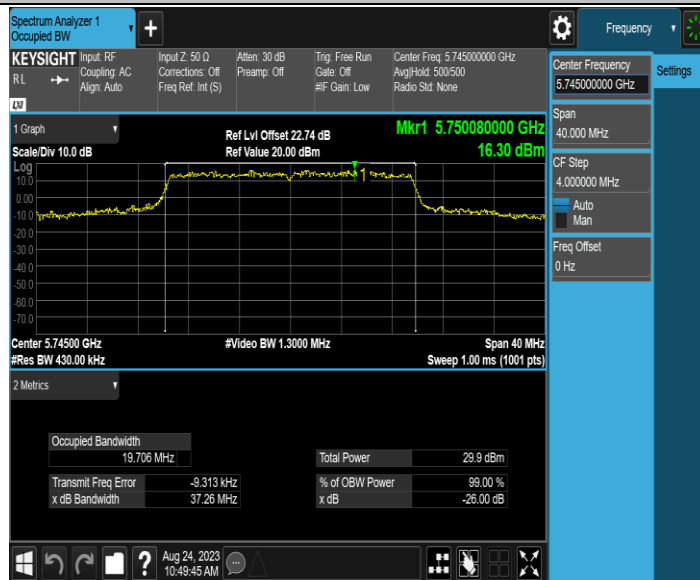 Spectrum Analyzer 1
Occupied BW
+
Frequency
KEYSIGHT
RL
LXI
Input: RF
Coupling: AC
Align: Auto
Input Z: 50 Ω
Corrections: Off
Freq Ref: Int (S)
Atten: 30 dB
Preamp: Off
Trig: Free Run
Gate: Off
#IF Gain: Low
Center Freq: 5.745000000 GHz
Avg|Hold: 500/500
Radio Std: None
Center Frequency
5.745000000 GHz
Settings
Span
40.000 MHz
CF Step
4.000000 MHz
Auto
Man
Freq Offset
0 Hz
1 Graph
Scale/Div 10.0 dB
Ref Lvl Offset 22.74 dB
Ref Value 20.00 dBm
Mkr1 5.750080000 GHz
16.30 dBm
Log
10.0
0.00
-10.0
-20.0
-30.0
-40.0
-50.0
-60.0
-70.0
1
Center 5.74500 GHz
#Res BW 430.00 kHz
#Video BW 1.3000 MHz
Span 40 MHz
Sweep 1.00 ms (1001 pts)
2 Metrics
Occupied Bandwidth
19.706 MHz
Total Power 29.9 dBm
Transmit Freq Error -9.313 kHz
% of OBW Power 99.00 %
x dB Bandwidth 37.26 MHz
x dB -26.00 dB
?
Aug 24, 2023
10:49:45 AM